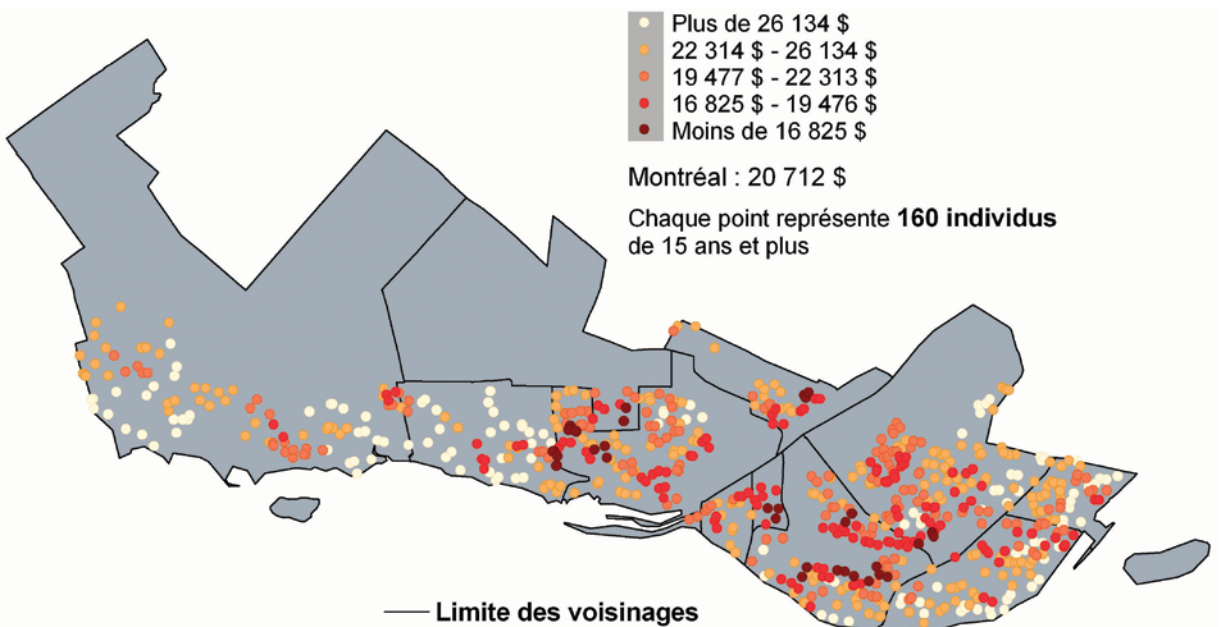 Plus de 26 134 $
22 314 $ - 26 134 $
19 477 $ - 22 313 $
16 825 $ - 19 476 $
Moins de 16 825 $
Montréal : 20 712 $
Chaque point représente 160 individus
de 15 ans et plus
Limite des voisinages